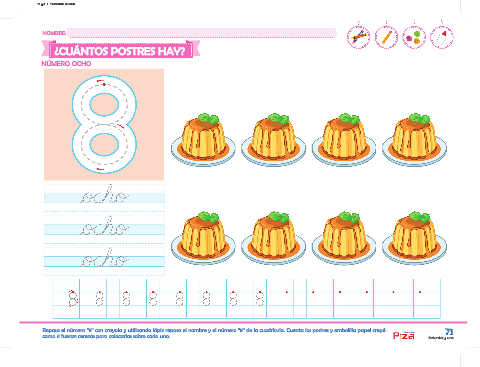 NOMBRE:
¿CUÁNTOS POSTRES HAY?
NÚMERO OCHO
8
ocho
ocho
ocho
8 8 8 8 8 8 8 8
Repasa el número "8" con crayola y utilizando lápiz repasa el nombre y el número "8" de la cuadrícula. Cuenta los postres y embolilla papel crepé
como si fueran cerezas para colocarlas sobre cada uno.
71